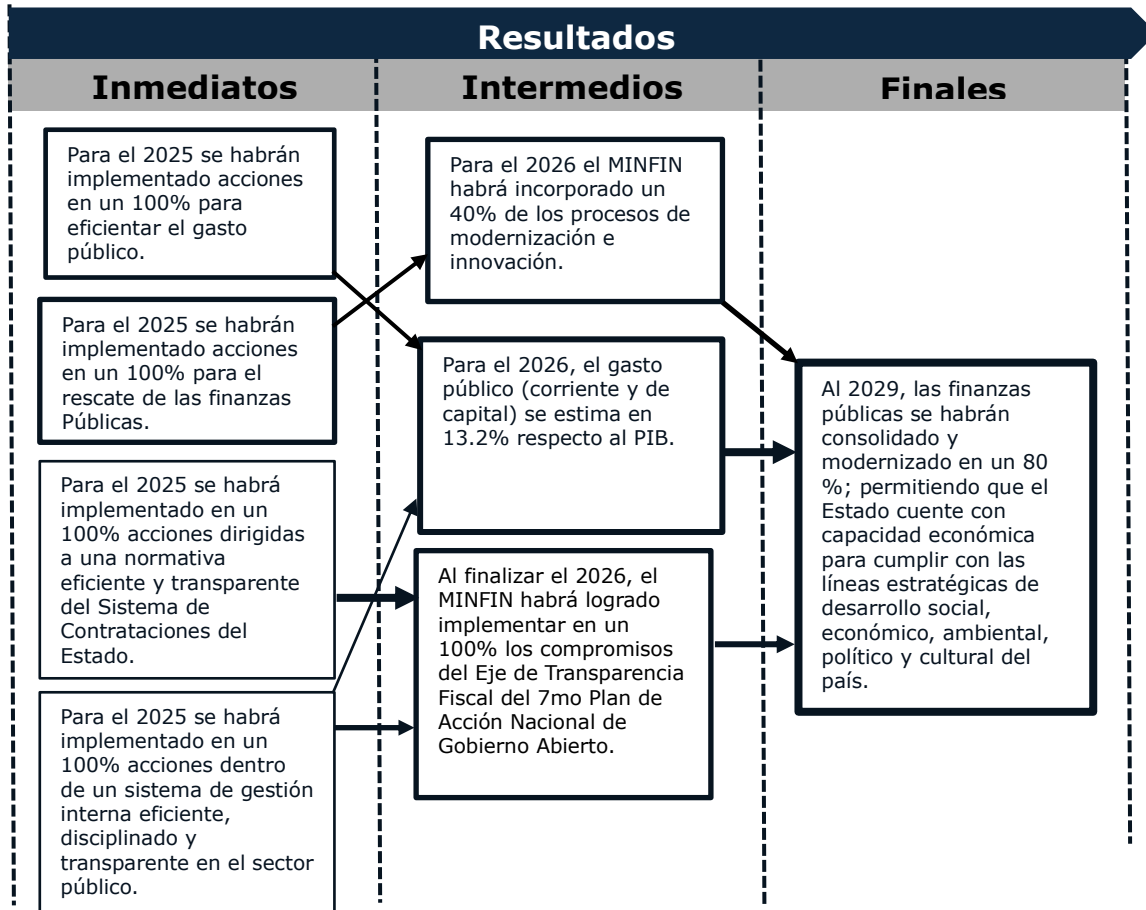 Resultados
Inmediatos
Intermedios
Finales
Para el 2025 se habrán
implementado acciones
en un 100% para
eficientar el gasto
público.
Para el 2025 se habrán
implementado acciones
en un 100% para el
rescate de las finanzas
Públicas.
Para el 2025 se habrá
implementado en un
100% acciones dirigidas
a una normativa
eficiente y transparente
del Sistema de
Contrataciones del
Estado.
Para el 2025 se habrá
implementado en un
100% acciones dentro
de un sistema de gestión
interna eficiente,
disciplinado y
transparente en el sector
público.
Para el 2026 el MINFIN
habrá incorporado un
40% de los procesos de
modernización e
innovación.
Para el 2026, el gasto
público (corriente y de
capital) se estima en
13.2% respecto al PIB.
Al finalizar el 2026, el
MINFIN habrá logrado
implementar en un
100% los compromisos
del Eje de Transparencia
Fiscal del 7mo Plan de
Acción Nacional de
Gobierno Abierto.
Al 2029, las finanzas
públicas se habrán
consolidado y
modernizado en un 80
%; permitiendo que el
Estado cuente con
capacidad económica
para cumplir con las
líneas estratégicas de
desarrollo social,
económico, ambiental,
político y cultural del
país.